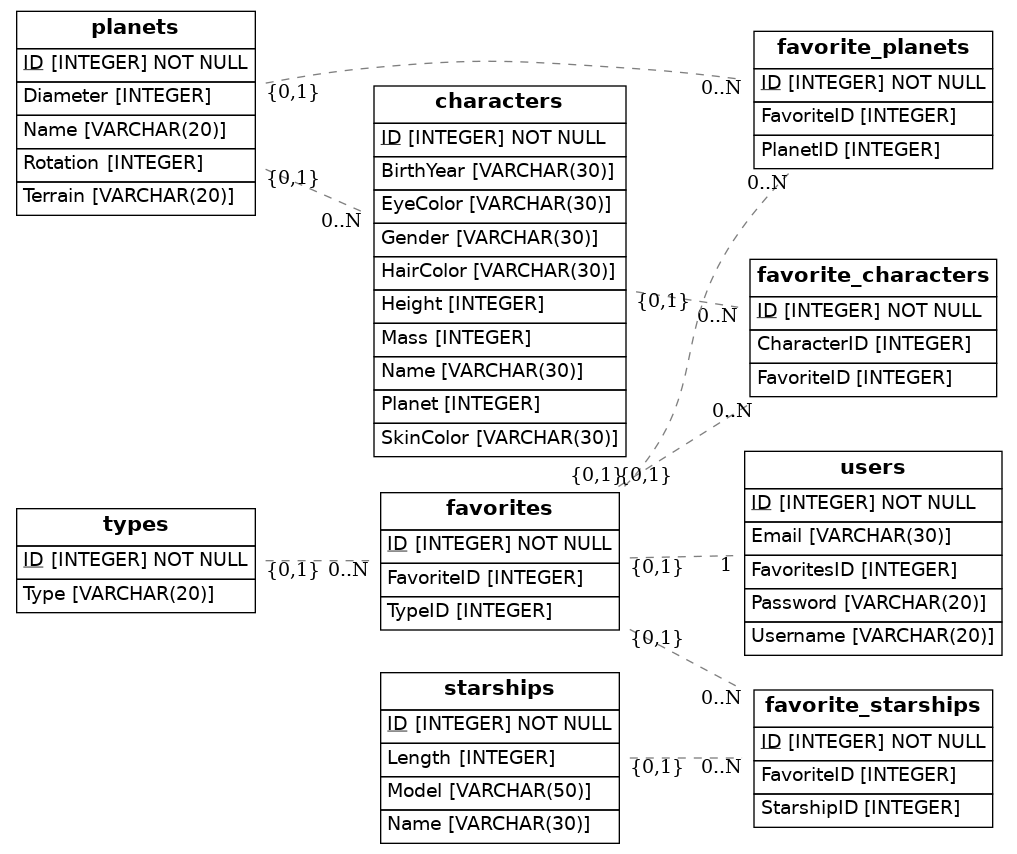 planets
ID [INTEGER] NOT NULL
Diameter [INTEGER]
Name [VARCHAR(20)]
Rotation [INTEGER]
Terrain [VARCHAR(20)]
{0,1}
0..N
{0,1}
0..N
favorite_planets
ID [INTEGER] NOT NULL
FavoriteID [INTEGER]
PlanetID [INTEGER]
0..N
characters
ID [INTEGER] NOT NULL
BirthYear [VARCHAR(30)]
EyeColor [VARCHAR(30)]
Gender [VARCHAR(30)]
HairColor [VARCHAR(30)]
Height [INTEGER]
Mass [INTEGER]
Name [VARCHAR(30)]
Planet [INTEGER]
SkinColor [VARCHAR(30)]
{0,1}
0..N
favorite_characters
ID [INTEGER] NOT NULL
CharacterID [INTEGER]
FavoriteID [INTEGER]
0..N
{0,1}
{0,1}
types
ID [INTEGER] NOT NULL
Type [VARCHAR(20)]
{0,1}
0..N
favorites
ID [INTEGER] NOT NULL
FavoriteID [INTEGER]
TypeID [INTEGER]
{0,1}
1
users
ID [INTEGER] NOT NULL
Email [VARCHAR(30)]
FavoritesID [INTEGER]
Password [VARCHAR(20)]
Username [VARCHAR(20)]
{0,1}
0..N
starships
ID [INTEGER] NOT NULL
Length [INTEGER]
Model [VARCHAR(50)]
Name [VARCHAR(30)]
{0,1}
0..N
favorite_starships
ID [INTEGER] NOT NULL
FavoriteID [INTEGER]
StarshipID [INTEGER]